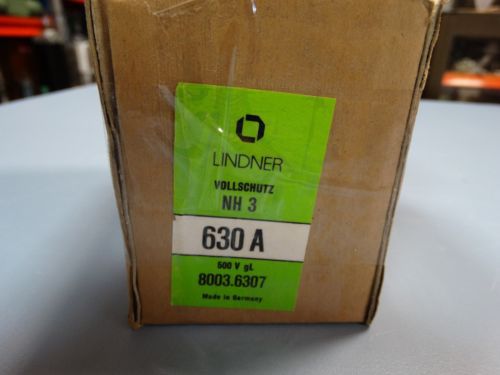 LINDNER
VOLLSCHUTZ
NH 3
630 A
500 V gL
8003.6307
Made in Germany